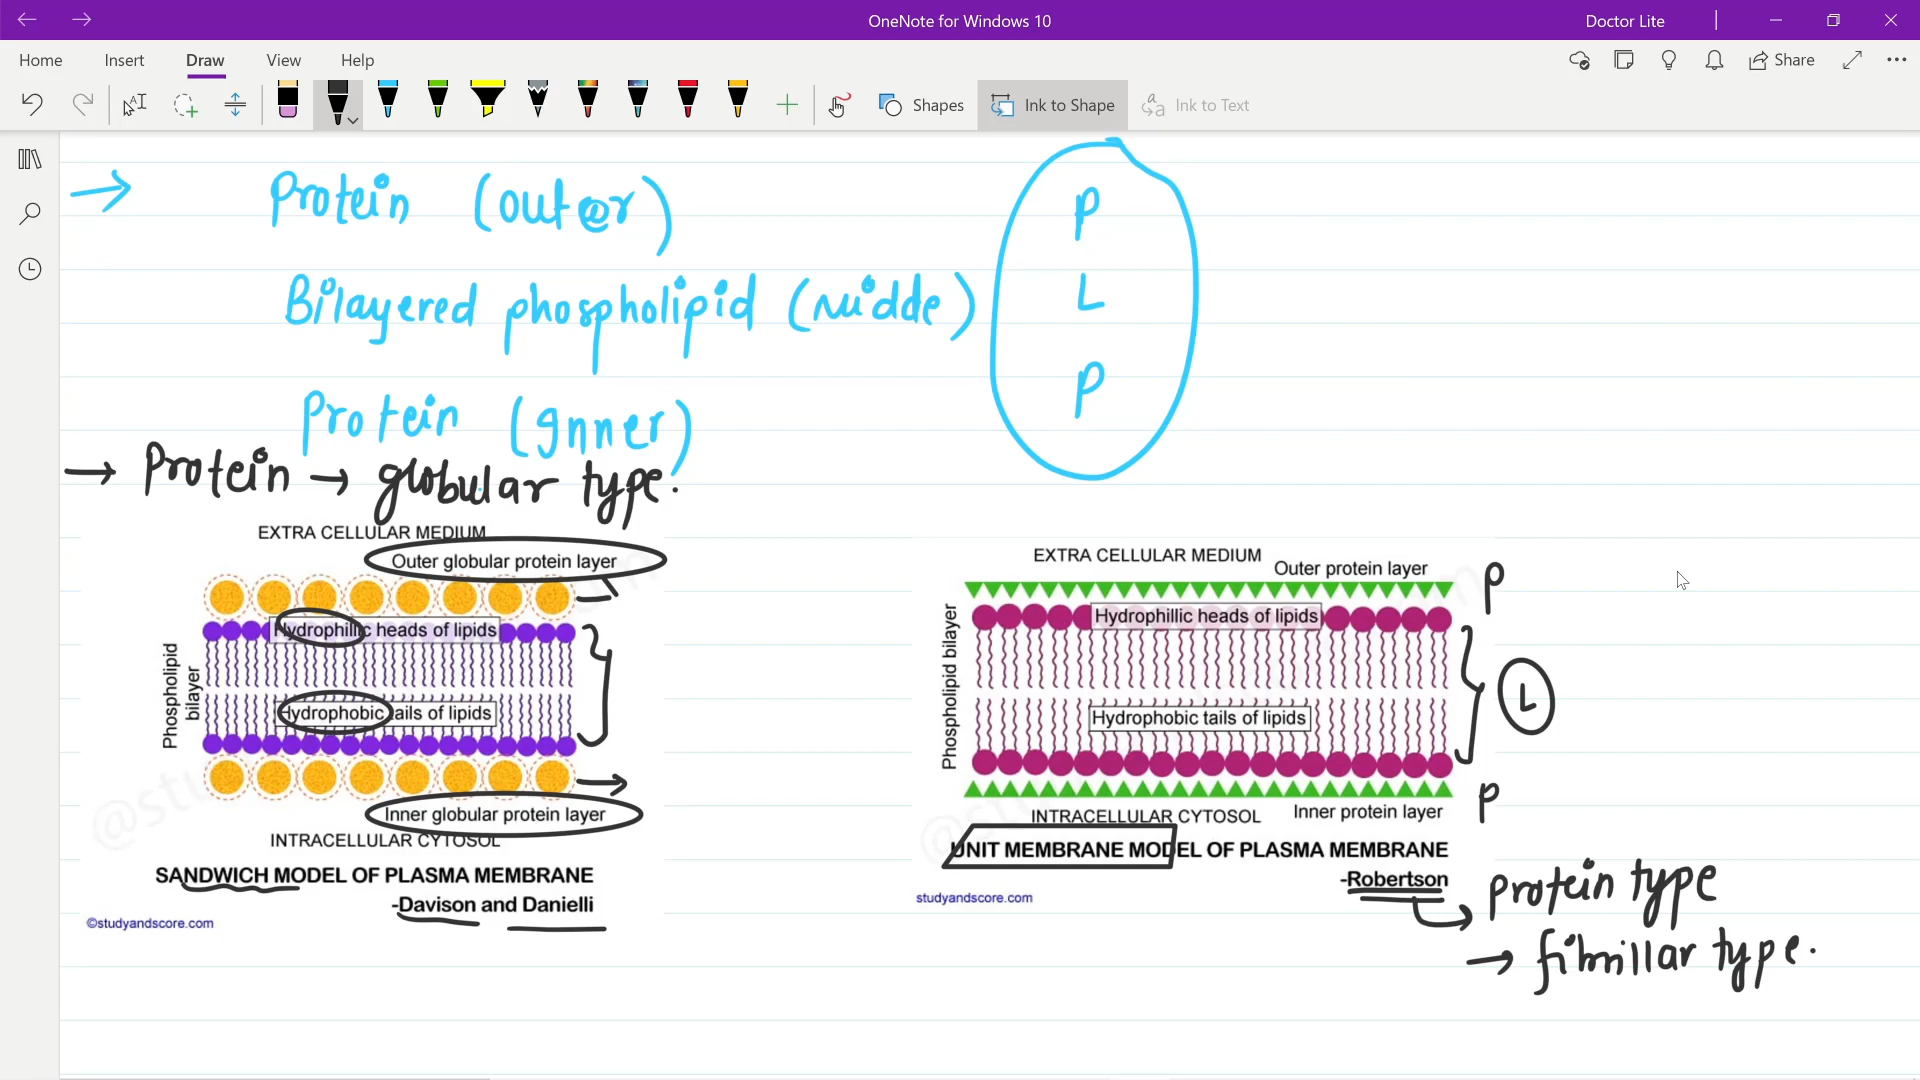 OneNote for Windows 10
Doctor Lite
Home Insert Draw View Help
Share
Shapes
Ink to Shape
Ink to Text
→ Protein (outer)
Bilayered phospholipid (Midde)
Protein (Inner)
P
L
P
→ Protein → globular type.
EXTRA CELLULAR MEDIUM
Outer globular protein layer
Hydrophillic heads of lipids
Phospholipid
bilayer
Hydrophobic tails of lipids
Inner globular protein layer
INTRACELLULAR CYTOSOL
SANDWICH MODEL OF PLASMA MEMBRANE
-Davison and Danielli
©studyandscore.com
EXTRA CELLULAR MEDIUM
Outer protein layer
P
Hydrophillic heads of lipids
Phospholipid bilayer
L
Hydrophobic tails of lipids
P
INTRACELLULAR CYTOSOL
Inner protein layer
UNIT MEMBRANE MODEL OF PLASMA MEMBRANE
-Robertson
studyandscore.com
→ Protein type
→ fibrillar type.